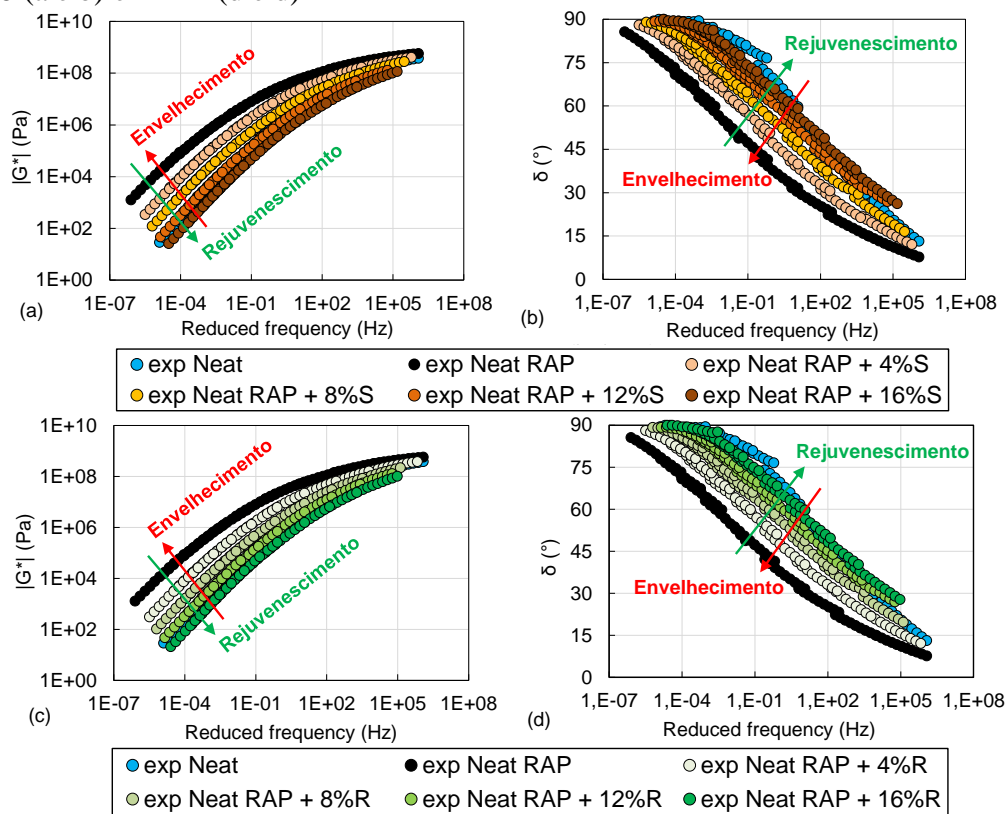 1E+10
1E+08
1E+06
1E+04
1E+02
1E+00
|G*| (Pa)
Envelhecimento
Rejuvenescimento
1E-07 1E-04 1E-01 1E+02 1E+05 1E+08
(a)
Reduced frequency (Hz)
90
75
60
45
30
15
0
δ (°)
Rejuvenescimento
Envelhecimento
1,E-07 1,E-04 1,E-01 1,E+02 1,E+05 1,E+08
(b)
Reduced frequency (Hz)
exp Neat exp Neat RAP exp Neat RAP + 4%S
exp Neat RAP + 8%S exp Neat RAP + 12%S exp Neat RAP + 16%S
1E+10
1E+08
1E+06
1E+04
1E+02
1E+00
|G*| (Pa)
Envelhecimento
Rejuvenescimento
1E-07 1E-04 1E-01 1E+02 1E+05 1E+08
(c)
Reduced frequency (Hz)
90
75
60
45
30
15
0
δ (°)
Rejuvenescimento
Envelhecimento
1,E-07 1,E-04 1,E-01 1,E+02 1,E+05 1,E+08
(d)
Reduced frequency (Hz)
exp Neat exp Neat RAP exp Neat RAP + 4%R
exp Neat RAP + 8%R exp Neat RAP + 12%R exp Neat RAP + 16%R